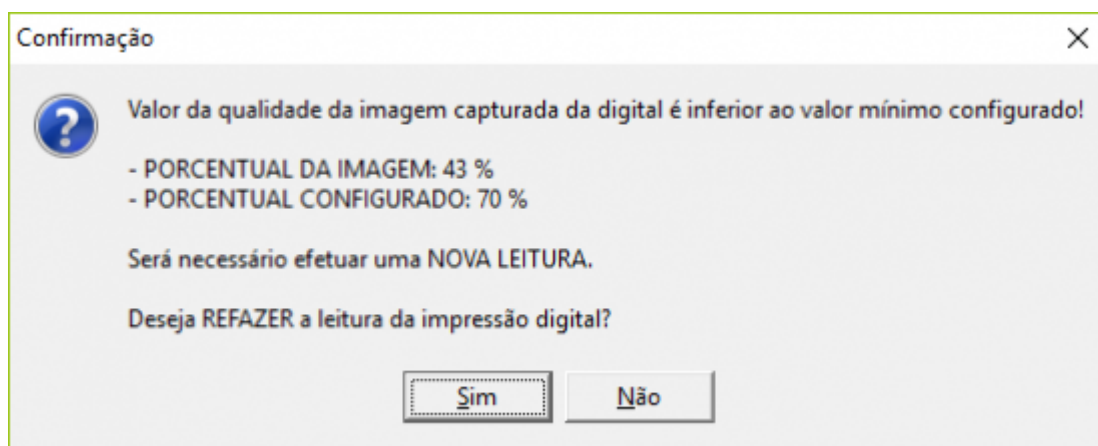 Confirmação
Valor da qualidade da imagem capturada da digital é inferior ao valor mínimo configurado!
- PORCENTUAL DA IMAGEM: 43 %
- PORCENTUAL CONFIGURADO: 70 %
Será necessário efetuar uma NOVA LEITURA.
Deseja REFAZER a leitura da impressão digital?
Sim Não